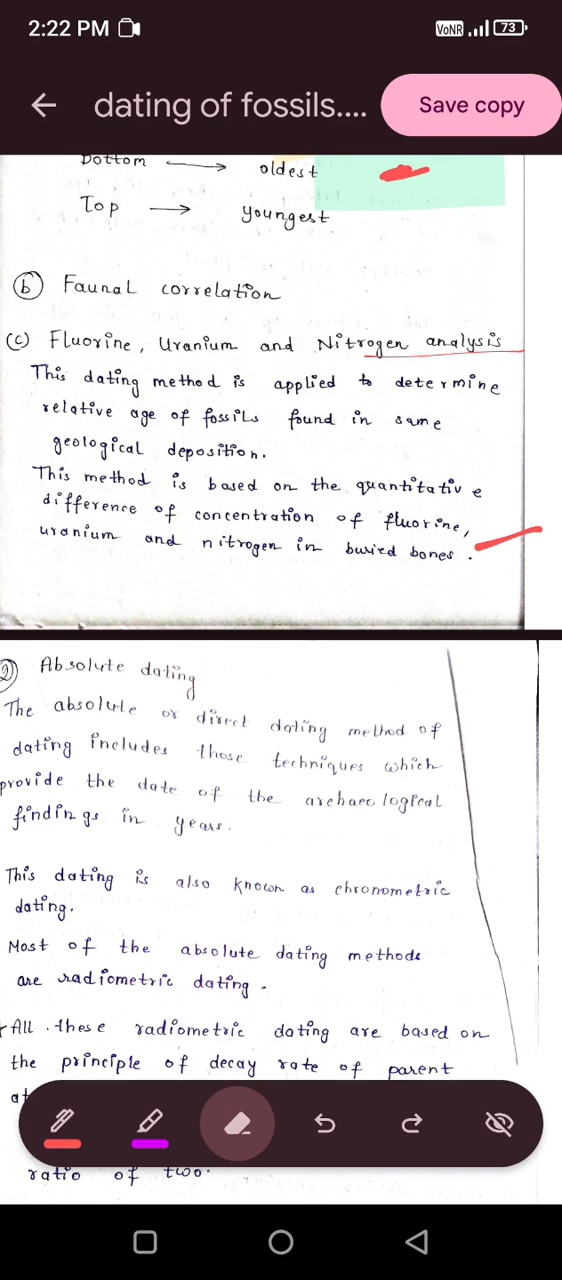 2:22 PM
VoNR 73
dating of fossils....
Save copy
bottom → oldest
Top → youngest
(b) Faunal correlation
(c) Fluorine, Uranium and Nitrogen analysis
This dating method is applied to determine
relative age of fossils found in same
geological deposition.
This method is based on the quantitative
difference of concentration of fluorine,
uranium and nitrogen in buried bones.
2) Absolute dating
The absolute or direct dating method of
dating includes those techniques which
provide the date of the archaeological
findings in years.
This dating is also known as chronometric
dating.
Most of the absolute dating methods
are radiometric dating.
All these radiometric dating are based on
the principle of decay rate of parent
ratio of two.